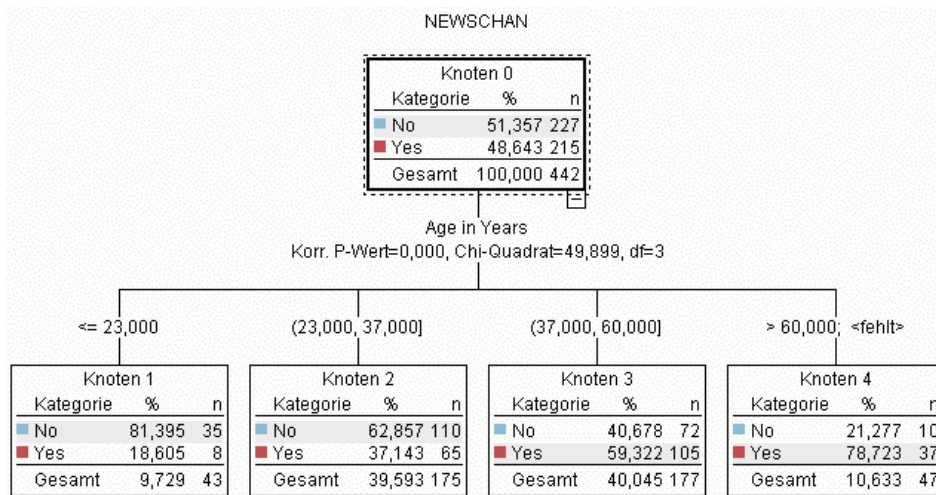 NEWSCHAN
Knoten 0
Kategorie % n
No 51,357 227
Yes 48,643 215
Gesamt 100,000 442
Age in Years
Korr. P-Wert=0,000, Chi-Quadrat=49,899, df=3
<= 23,000 (23,000, 37,000] (37,000, 60,000] > 60,000; <fehlt>
Knoten 1 Knoten 2 Knoten 3 Knoten 4
Kategorie % n Kategorie % n Kategorie % n Kategorie % n
No 81,395 35 No 62,857 110 No 40,678 72 No 21,277 10
Yes 18,605 8 Yes 37,143 65 Yes 59,322 105 Yes 78,723 37
Gesamt 9,729 43 Gesamt 39,593 175 Gesamt 40,045 177 Gesamt 10,633 47